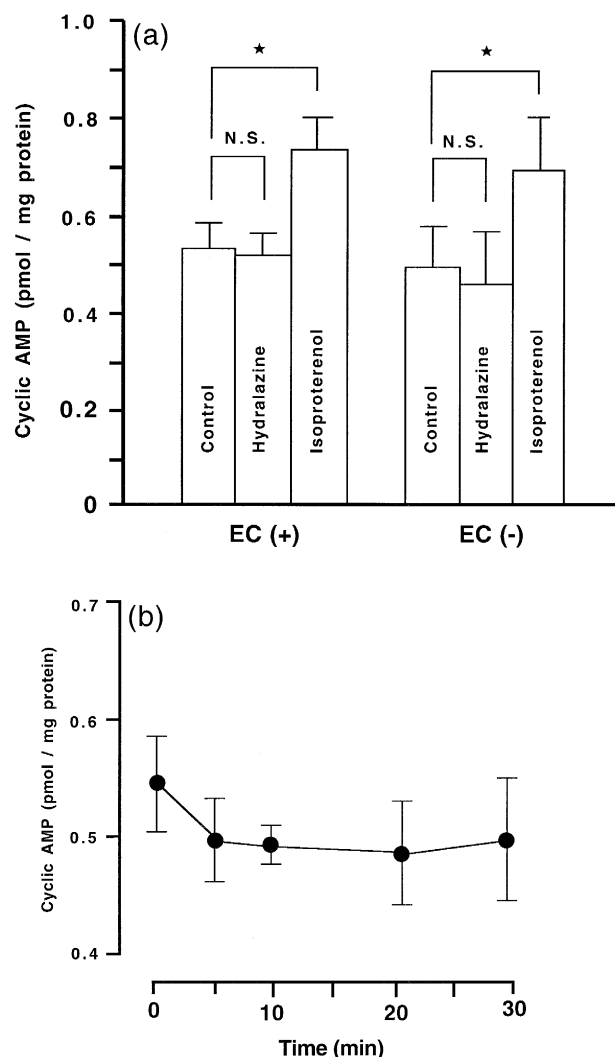 (a)
Cyclic AMP (pmol / mg protein)
1.0
0.8
0.6
0.4
0.2
0
★
N.S.
★
N.S.
Control
Hydralazine
Isoproterenol
Control
Hydralazine
Isoproterenol
EC (+)
EC (-)
(b)
Cyclic AMP (pmol / mg protein)
0.7
0.6
0.5
0.4
0
10
20
30
Time (min)